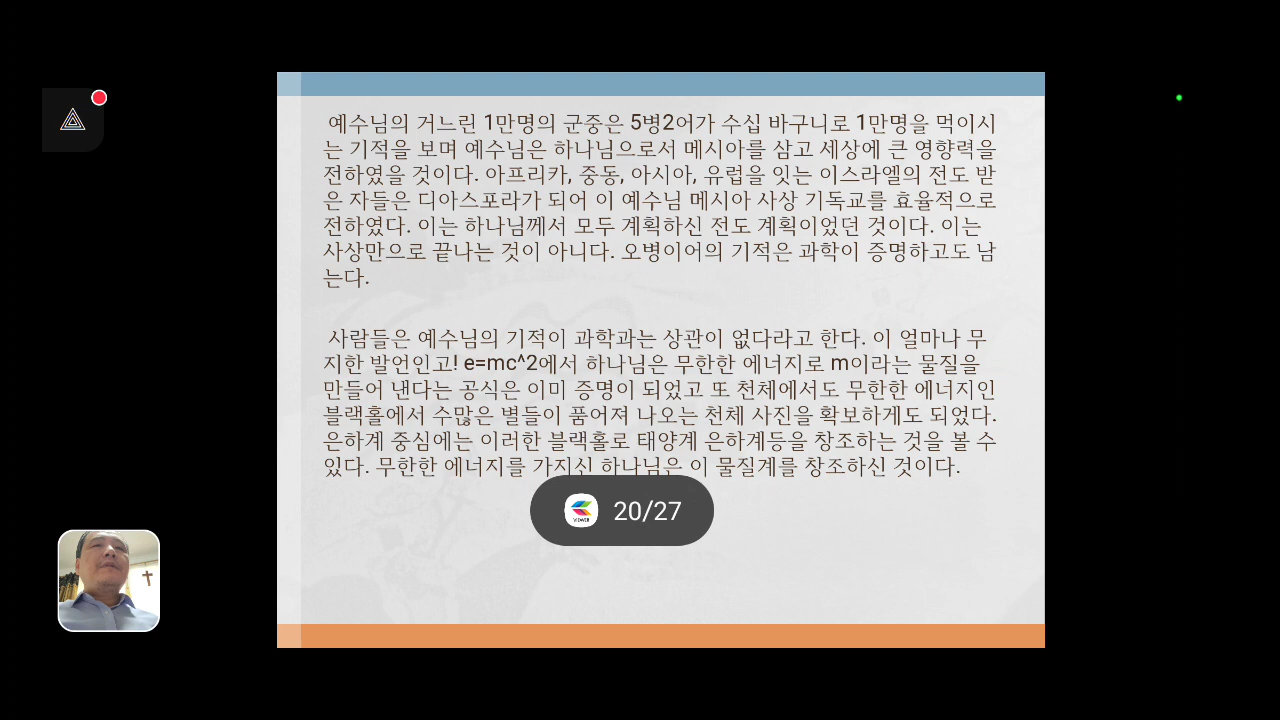 예수님의 거느린 1만명의 군중은 5병2어가 수십 바구니로 1만명을 먹이시
는 기적을 보며 예수님은 하나님으로서 메시아를 삼고 세상에 큰 영향력을
전하였을 것이다. 아프리카, 중동, 아시아, 유럽을 잇는 이스라엘의 전도 받
은 자들은 디아스포라가 되어 이 예수님 메시아 사상 기독교를 효율적으로
전하였다. 이는 하나님께서 모두 계획하신 전도 계획이었던 것이다. 이는
사상만으로 끝나는 것이 아니다. 오병이어의 기적은 과학이 증명하고도 남
는다.
사람들은 예수님의 기적이 과학과는 상관이 없다라고 한다. 이 얼마나 무
지한 발언인고! e=mc^2에서 하나님은 무한한 에너지로 m이라는 물질을
만들어 낸다는 공식은 이미 증명이 되었고 또 천체에서도 무한한 에너지인
블랙홀에서 수많은 별들이 품어져 나오는 천체 사진을 확보하게도 되었다.
은하계 중심에는 이러한 블랙홀로 태양계 은하계등을 창조하는 것을 볼 수
있다. 무한한 에너지를 가지신 하나님은 이 물질계를 창조하신 것이다.
VIEWER
20/27